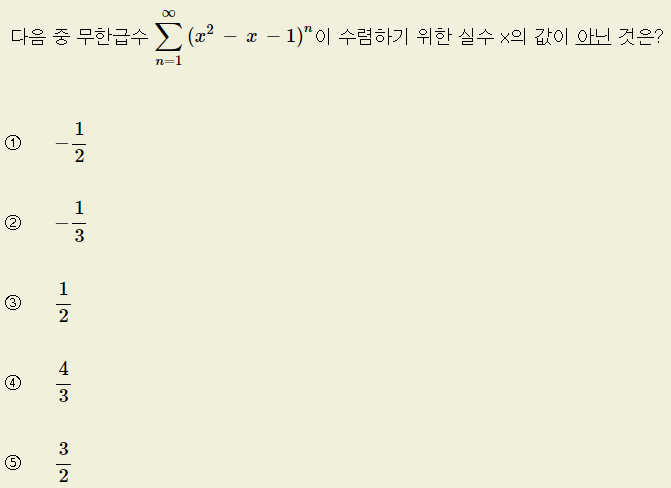 다음 중 무한급수 $\sum_{n=1}^{\infty}(x^2 - x - 1)^n$이 수렴하기 위한 실수 x의 값이 아닌 것은?
① $-\frac{1}{2}$
② $-\frac{1}{3}$
③ $\frac{1}{2}$
④ $\frac{4}{3}$
⑤ $\frac{3}{2}$